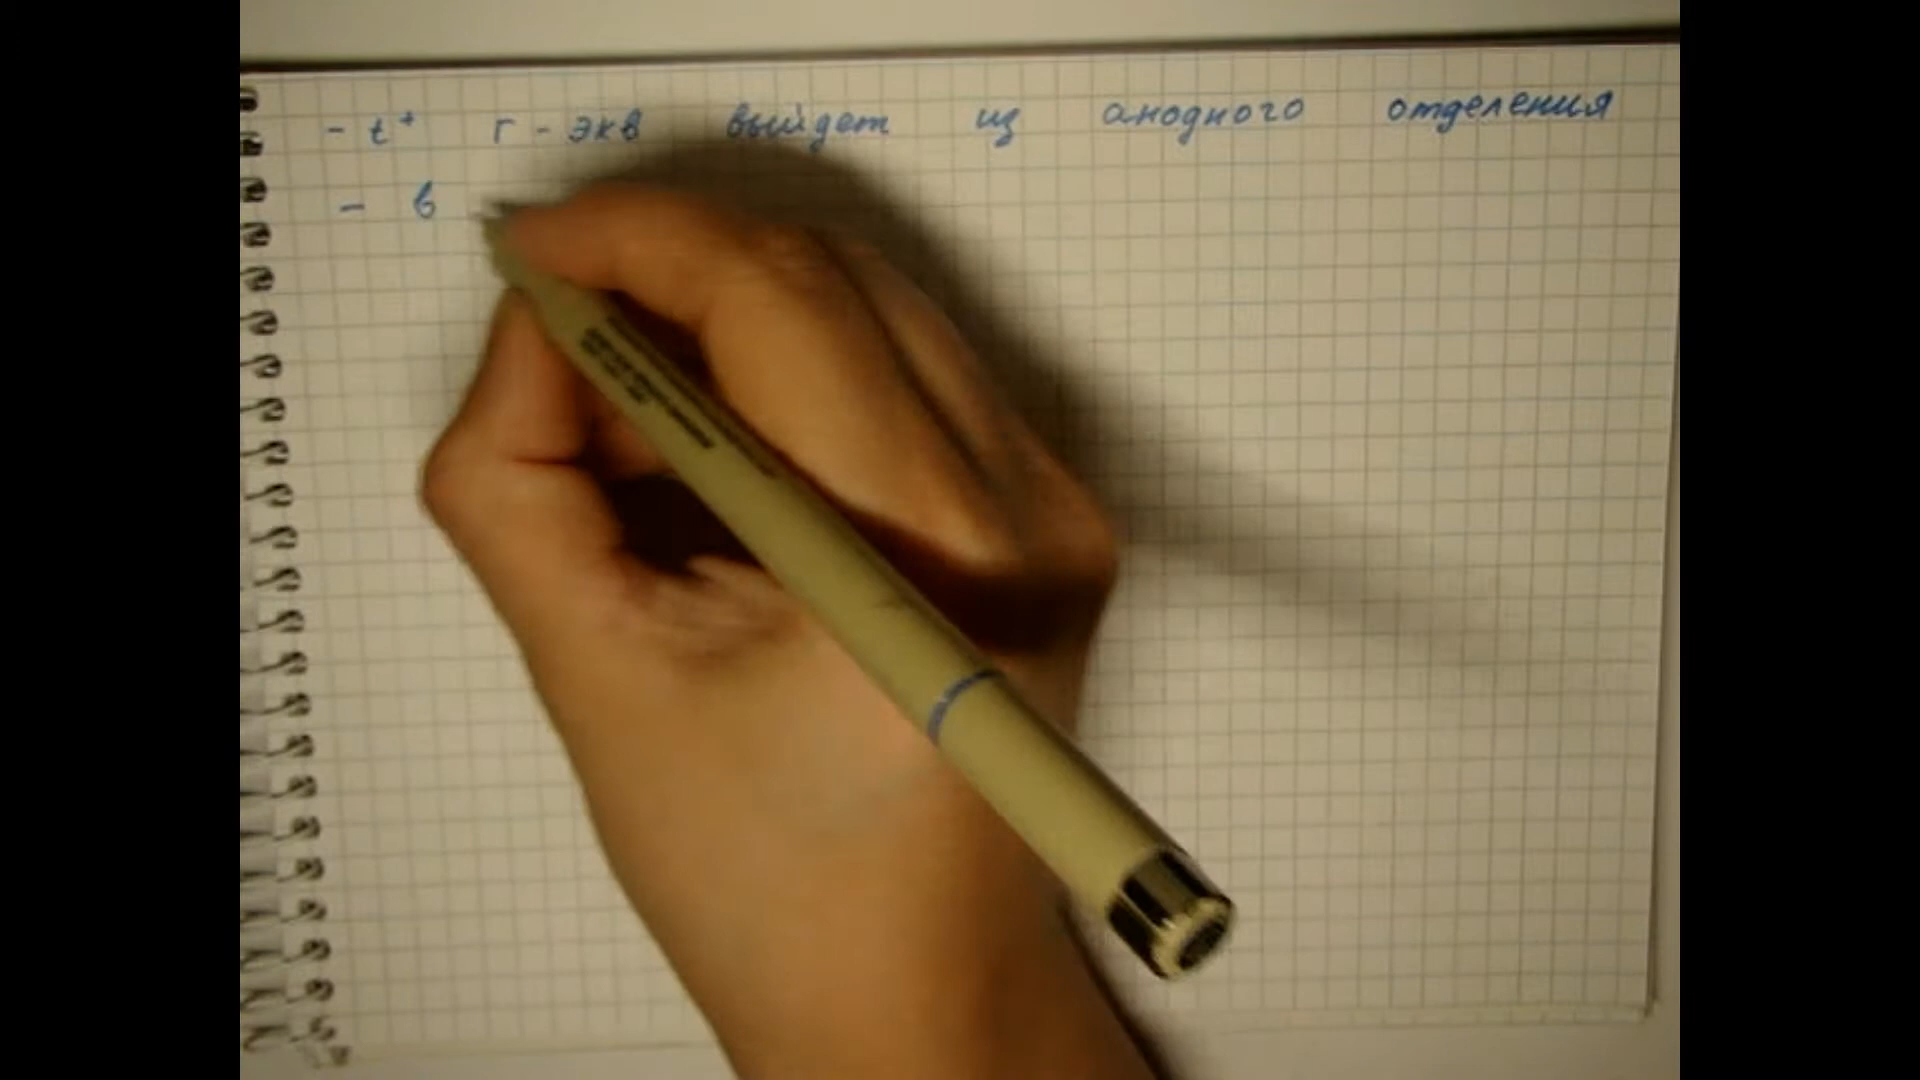 - t⁺ г-экв выйдет из анодного отделения
- в